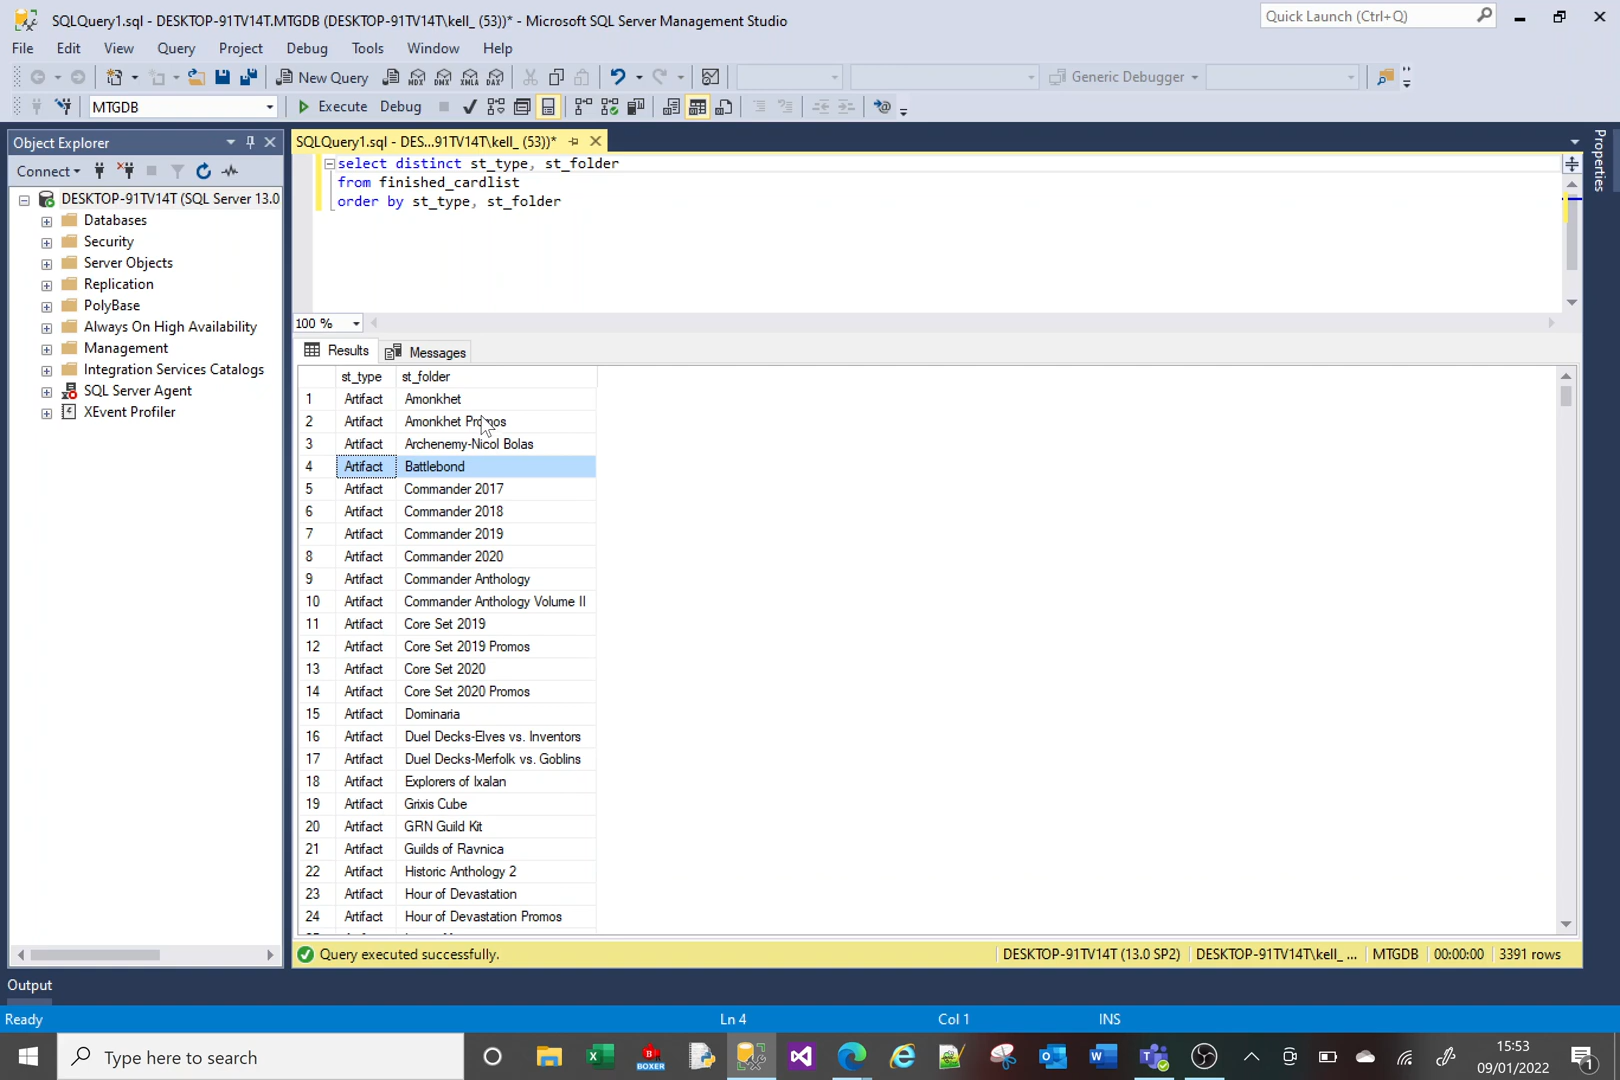 SQLQuery1.sql - DESKTOP-91TV14T.MTGDB (DESKTOP-91TV14T\kell_ (53))* - Microsoft SQL Server Management Studio
Quick Launch (Ctrl+Q)
File Edit View Query Project Debug Tools Window Help
New Query MDX DMX XMLA DAX Generic Debugger
MTGDB Execute Debug
Object Explorer
SQLQuery1.sql - DES...91TV14T\kell_ (53))*
Properties
Connect
DESKTOP-91TV14T (SQL Server 13.0
Databases
Security
Server Objects
Replication
PolyBase
Always On High Availability
Management
Integration Services Catalogs
SQL Server Agent
XEvent Profiler
select distinct st_type, st_folder
from finished_cardlist
order by st_type, st_folder
100 %
Results Messages
st_type st_folder
1 Artifact Amonkhet
2 Artifact Amonkhet Promos
3 Artifact Archenemy-Nicol Bolas
4 Artifact Battlebond
5 Artifact Commander 2017
6 Artifact Commander 2018
7 Artifact Commander 2019
8 Artifact Commander 2020
9 Artifact Commander Anthology
10 Artifact Commander Anthology Volume II
11 Artifact Core Set 2019
12 Artifact Core Set 2019 Promos
13 Artifact Core Set 2020
14 Artifact Core Set 2020 Promos
15 Artifact Dominaria
16 Artifact Duel Decks-Elves vs. Inventors
17 Artifact Duel Decks-Merfolk vs. Goblins
18 Artifact Explorers of Ixalan
19 Artifact Grixis Cube
20 Artifact GRN Guild Kit
21 Artifact Guilds of Ravnica
22 Artifact Historic Anthology 2
23 Artifact Hour of Devastation
24 Artifact Hour of Devastation Promos
Query executed successfully.
DESKTOP-91TV14T (13.0 SP2) DESKTOP-91TV14T\kell_ ... MTGDB 00:00:00 3391 rows
Output
Ready Ln 4 Col 1 INS
Type here to search
BOXER
15:53
09/01/2022
1